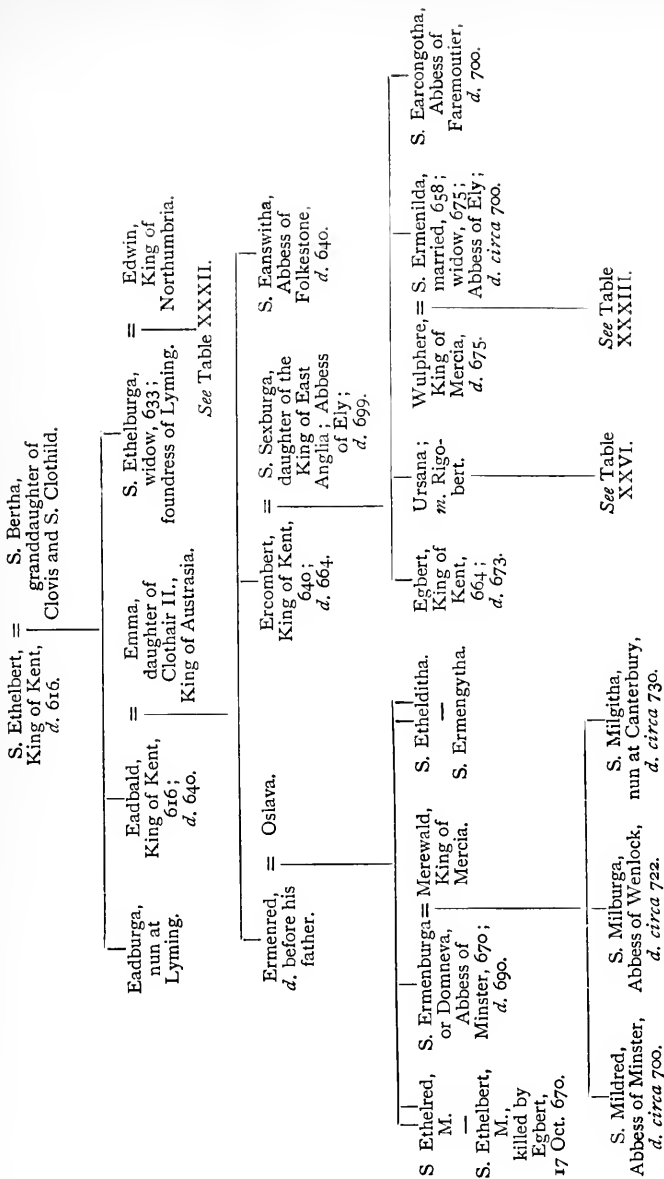 S. Ethelbert,
King of Kent,
d. 616.
=
S. Bertha,
granddaughter of
Clovis and S. Clothild.
Eadburga,
nun at
Lyming.
Eadbald,
King of Kent,
616;
d. 640.
=
Emma,
daughter of
Clothair II.,
King of Austrasia.
S. Ethelburga,
widow, 633;
foundress of Lyming.
=
Edwin,
King of
Northumbria.
See Table XXXII.
Ermenred,
d. before his
father.
=
Oslava.
Ercombert,
King of Kent,
640;
d. 664.
=
S. Sexburga,
daughter of the
King of East
Anglia; Abbess
of Ely;
d. 699.
S. Eanswitha,
Abbess of
Folkestone,
d. 640.
S Ethelred,
M.
—
S. Ethelbert,
M.,
killed by
Egbert,
17 Oct. 670.
S. Ermenburga
or Domneva,
Abbess of
Minster, 670;
d. 690.
=
Merewald,
King of
Mercia.
S. Ethelditha.
—
S. Ermengytha.
Egbert,
King of
Kent,
664;
d. 673.
Ursana;
m. Rigo-
bert.
See Table
XXVI.
Wulphere,
King of
Mercia,
d. 675.
=
S. Ermenilda,
married, 658;
widow, 675;
Abbess of Ely;
d. circa 700.
See Table
XXXIII.
S. Earcongotha,
Abbess of
Faremoutier,
d. 700.
S. Mildred,
Abbess of Minster,
d. circa 700.
S. Milburga,
Abbess of Wenlock,
d. circa 722.
S. Milgitha,
nun at Canterbury,
d. circa 730.